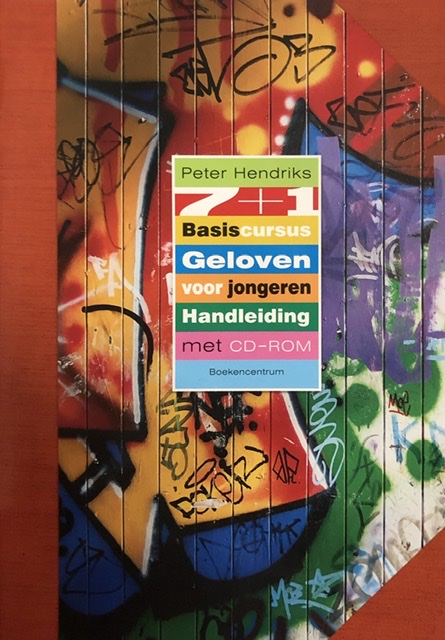 Peter Hendriks
7+1
Basiscursus
Geloven
voor jongeren
Handleiding
met CD-ROM
Boekencentrum